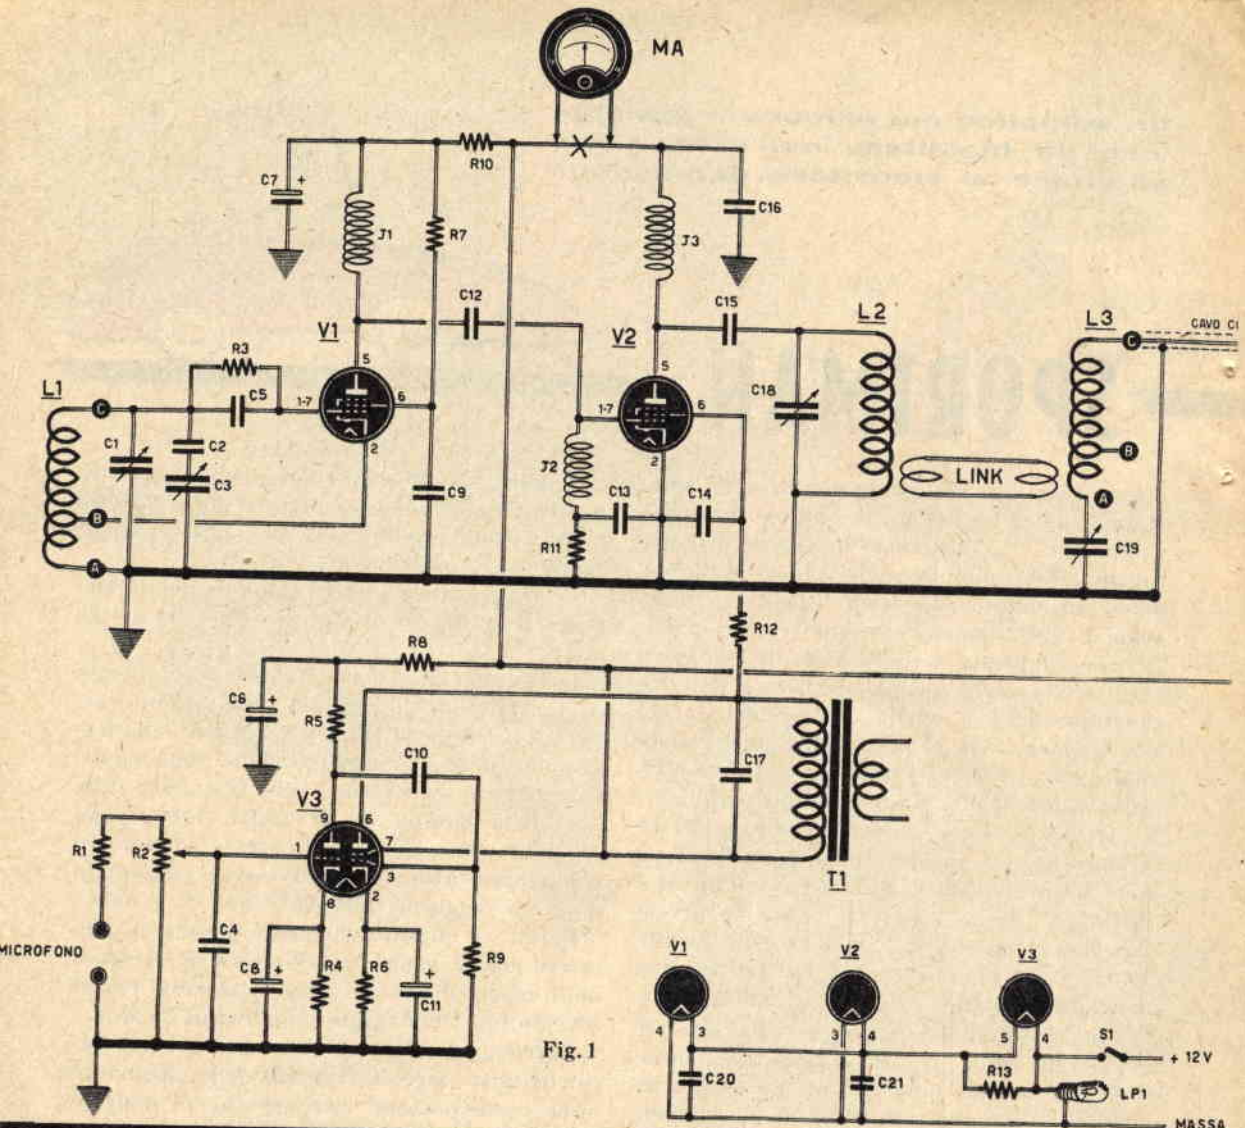 MA
R10
C7 +
J1
R7
J3
C16
C12
C15
L2
L3
C
CAVO
V1
V2
R3
5
5
L1
C
C5
1-7
6
1-7
6
C18
C1
C2
2
J2
2
B
C3
C9
C13
C14
LINK
B
A
R11
C19
A
R12
R8
C6 +
R5
C10
C17
V3
9
6
R1
R2
1
7
3
T1
8
2
MICROFONO
C4
C8 +
R4
R6
+
C11
R9
V1
V2
V3
Fig. 1
4
3
3
4
5
4
S1
+ 12V
C20
C21
R13
LP1
MASSA